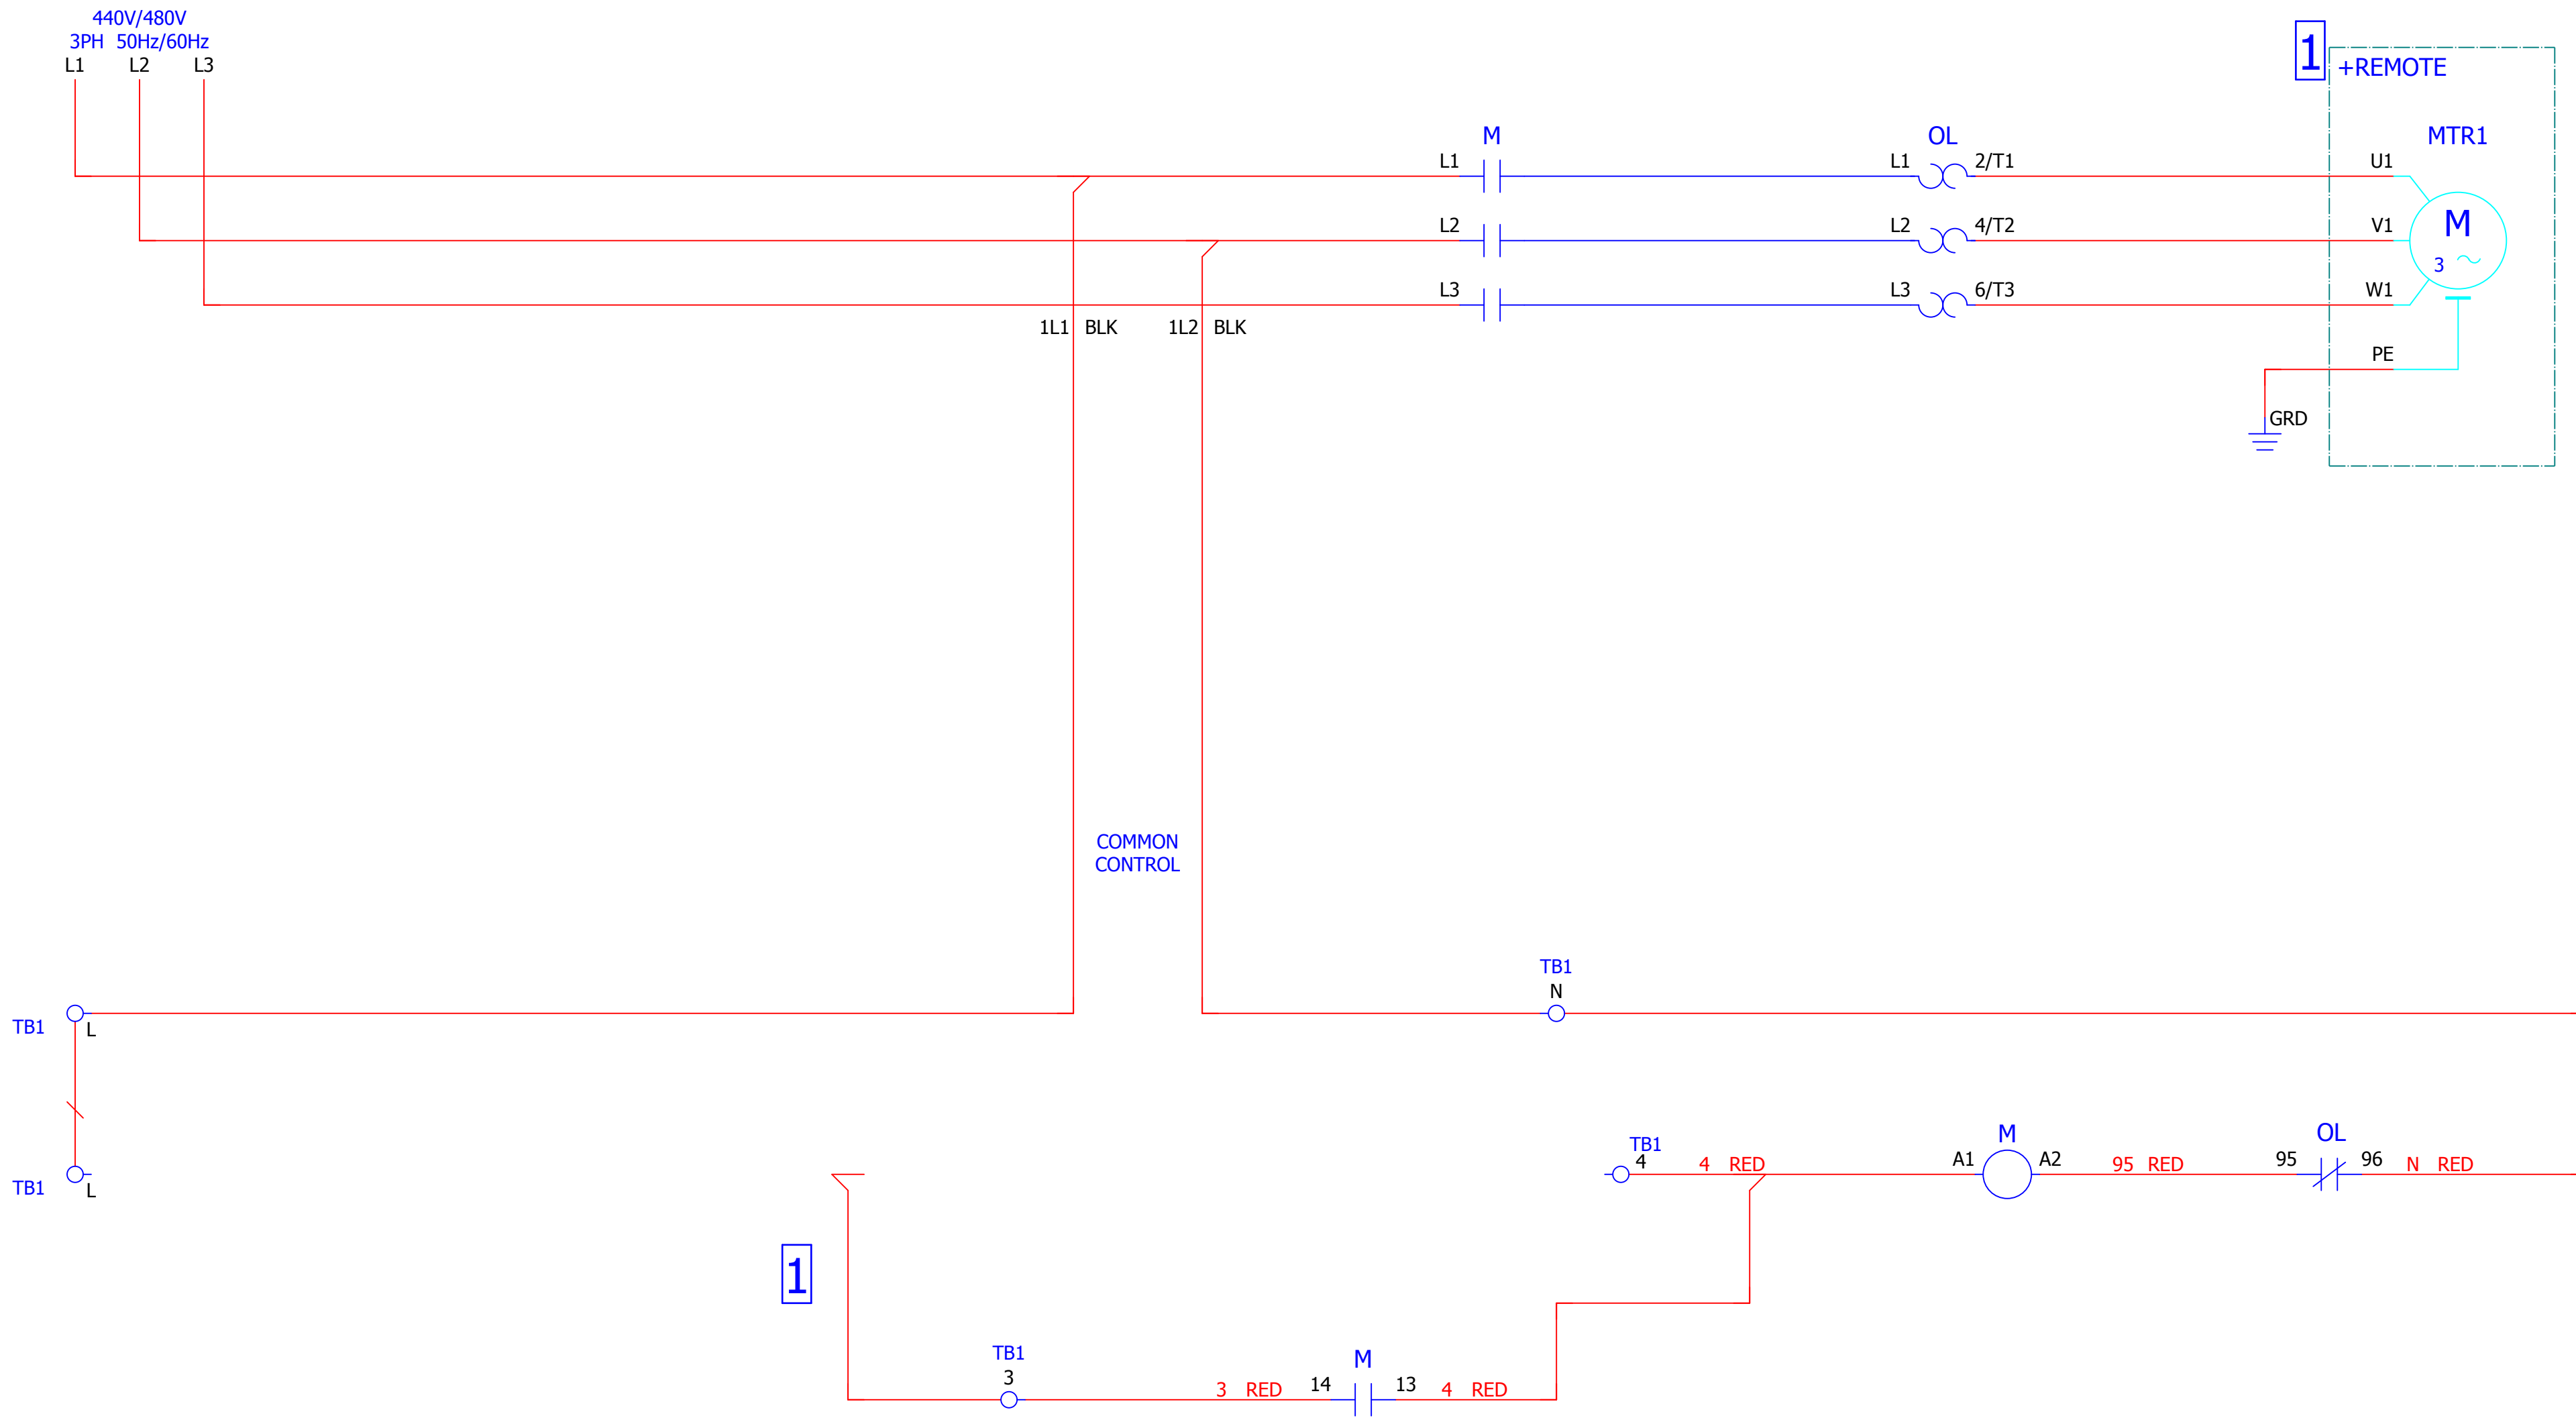 440V/480V
3PH 50Hz/60Hz
L1 L2 L3
1
+REMOTE
M OL MTR1
L1 L1 2/T1 U1
M
L2 L2 4/T2 V1
3
L3 L3 6/T3 W1
1L1 BLK 1L2 BLK
PE
GRD
COMMON
CONTROL
TB1
N
TB1
L
TB1
4
4 RED
M
A1 A2
95 RED
OL
95 96
N RED
TB1
L
1
TB1
3
3 RED
M
14 13
4 RED